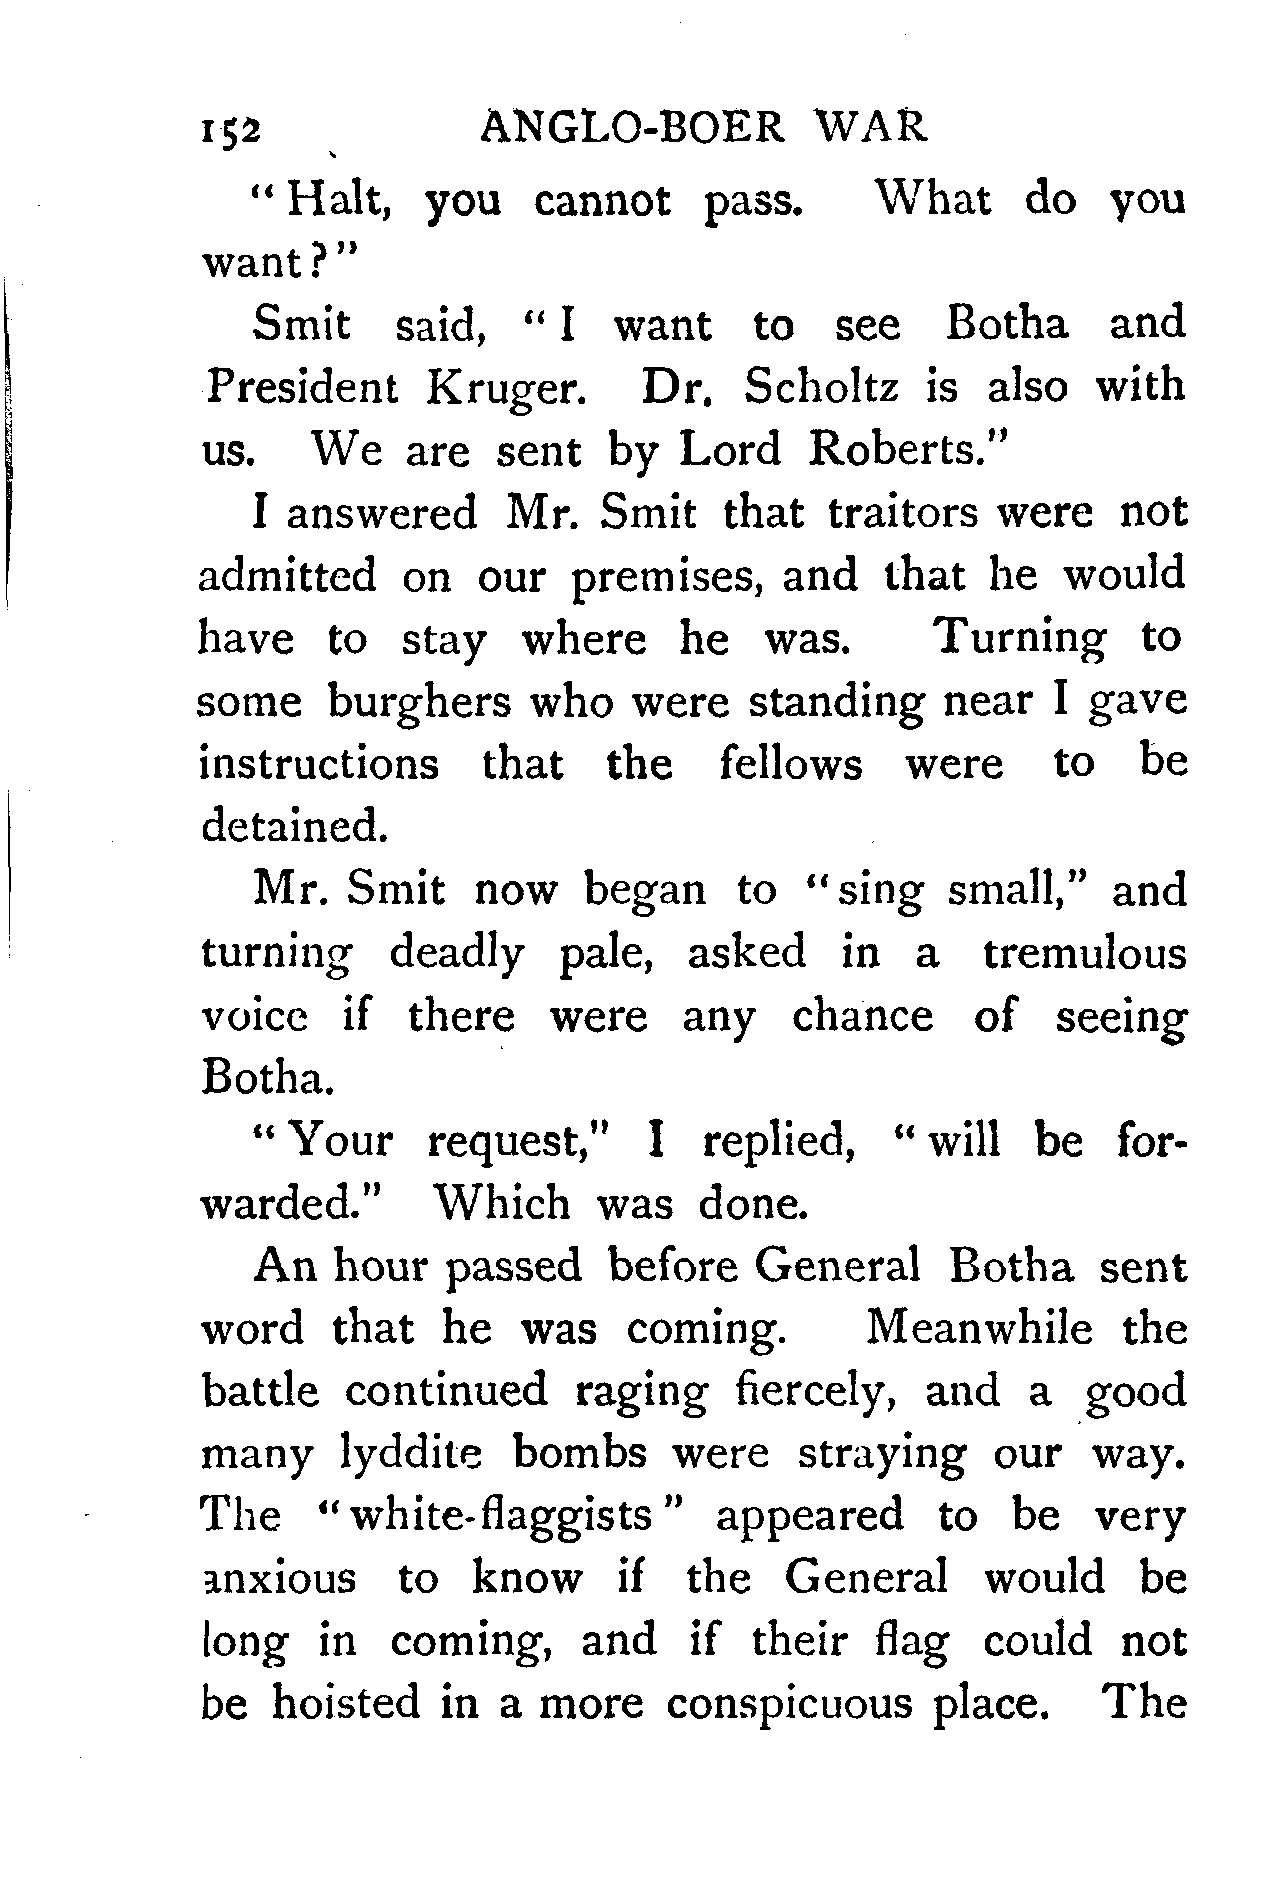 152 ANGLO-BOER WAR
“Halt, you cannot pass. What do you
want?”
Smit said, “I want to see Botha and
President Kruger. Dr. Scholtz is also with
us. We are sent by Lord Roberts.”
I answered Mr. Smit that traitors were not
admitted on our premises, and that he would
have to stay where he was. Turning to
some burghers who were standing near I gave
instructions that the fellows were to be
detained.
Mr. Smit now began to “sing small,” and
turning deadly pale, asked in a tremulous
voice if there were any chance of seeing
Botha.
“Your request,” I replied, “will be for-
warded.” Which was done.
An hour passed before General Botha sent
word that he was coming. Meanwhile the
battle continued raging fiercely, and a good
many lyddite bombs were straying our way.
The “white-flaggists” appeared to be very
anxious to know if the General would be
long in coming, and if their flag could not
be hoisted in a more conspicuous place. The